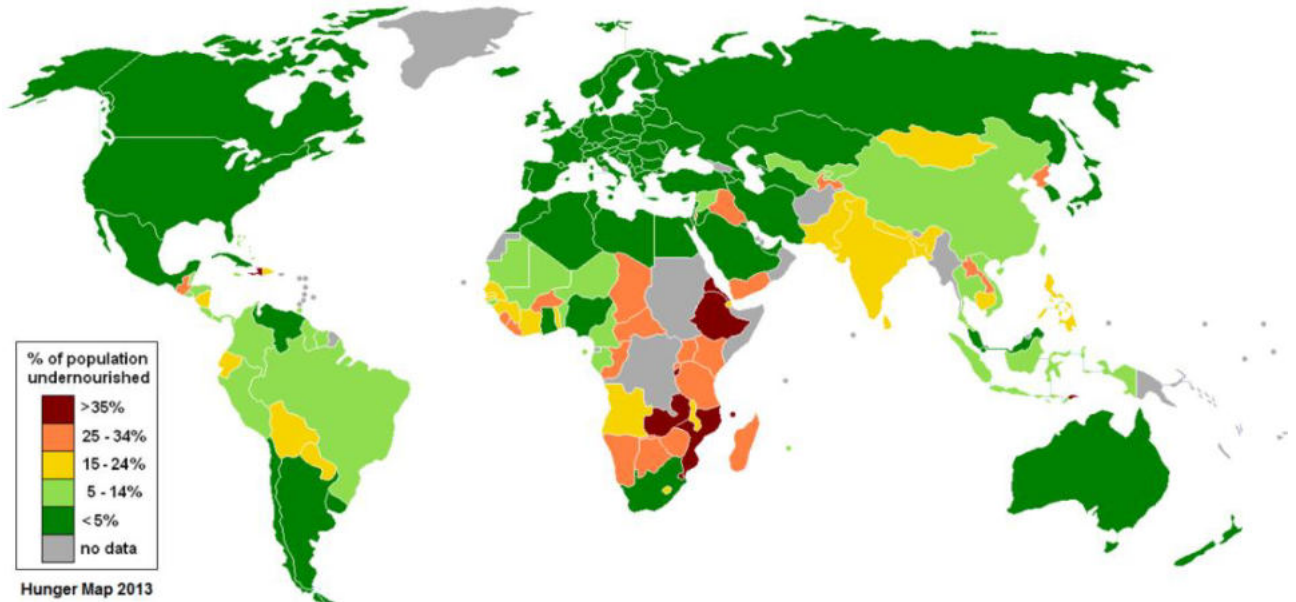 % of population
undernourished
>35%
25 - 34%
15 - 24%
5 - 14%
<5%
no data
Hunger Map 2013